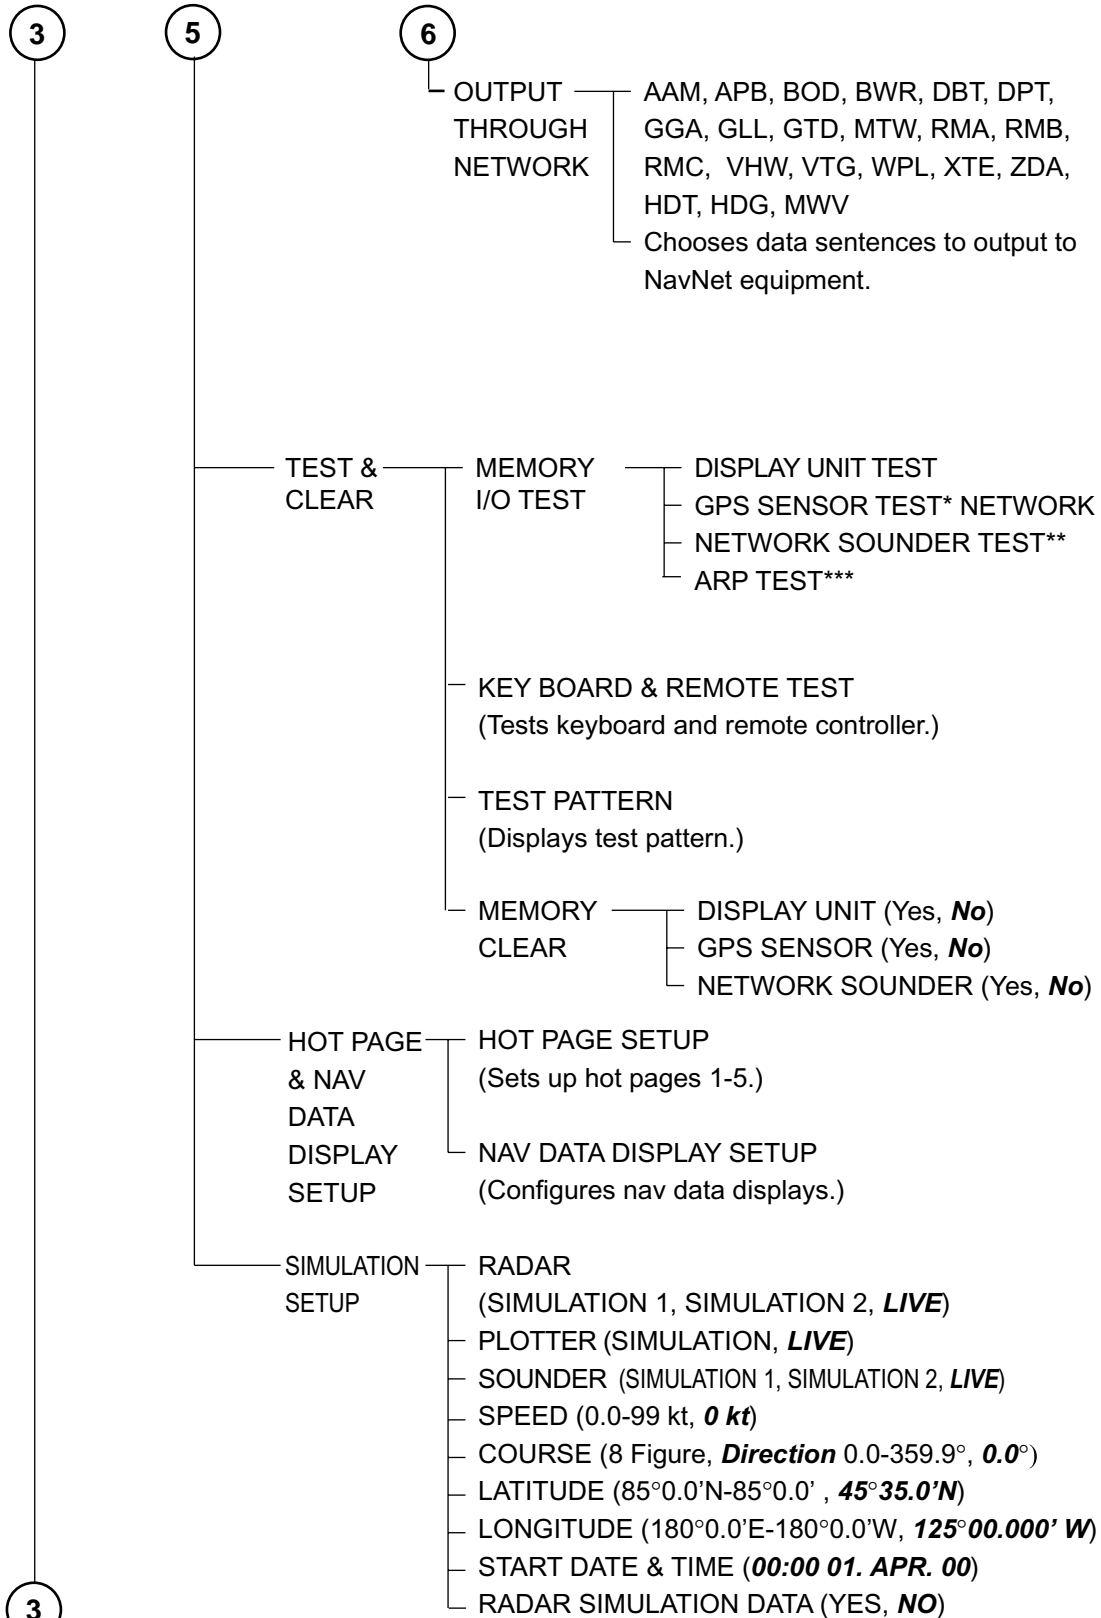 3
5
6
OUTPUT
THROUGH
NETWORK
AAM, APB, BOD, BWR, DBT, DPT,
GGA, GLL, GTD, MTW, RMA, RMB,
RMC, VHW, VTG, WPL, XTE, ZDA,
HDT, HDG, MWV
Chooses data sentences to output to
NavNet equipment.
TEST &
CLEAR
MEMORY
I/O TEST
DISPLAY UNIT TEST
GPS SENSOR TEST* NETWORK
NETWORK SOUNDER TEST**
ARP TEST***
KEY BOARD & REMOTE TEST
(Tests keyboard and remote controller.)
TEST PATTERN
(Displays test pattern.)
MEMORY
CLEAR
DISPLAY UNIT (Yes, No)
GPS SENSOR (Yes, No)
NETWORK SOUNDER (Yes, No)
HOT PAGE
& NAV
DATA
DISPLAY
SETUP
HOT PAGE SETUP
(Sets up hot pages 1-5.)
NAV DATA DISPLAY SETUP
(Configures nav data displays.)
SIMULATION
SETUP
RADAR
(SIMULATION 1, SIMULATION 2, LIVE)
PLOTTER (SIMULATION, LIVE)
SOUNDER (SIMULATION 1, SIMULATION 2, LIVE)
SPEED (0.0-99 kt, 0 kt)
COURSE (8 Figure, Direction 0.0-359.9°, 0.0°)
LATITUDE (85°0.0'N-85°0.0' , 45°35.0'N)
LONGITUDE (180°0.0'E-180°0.0'W, 125°00.000' W)
START DATE & TIME (00:00 01. APR. 00)
RADAR SIMULATION DATA (YES, NO)
3